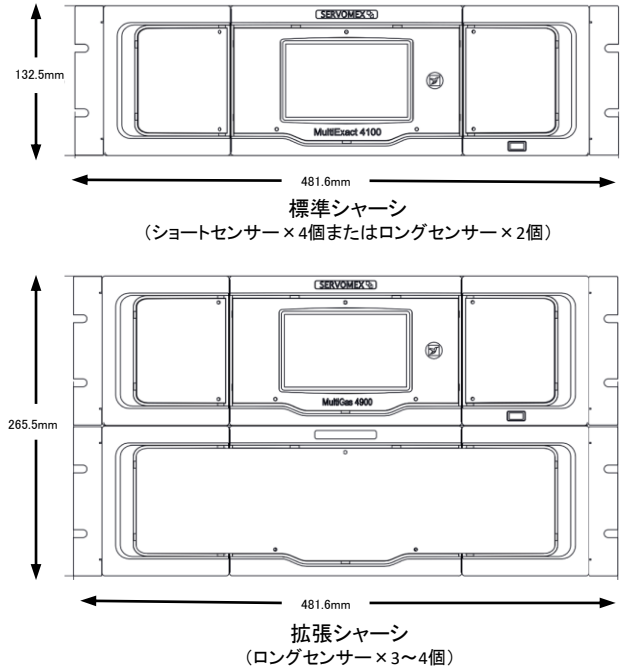 SERVOMEX
132.5mm
MultiExact 4100
481.6mm
標準シャーシ
（ショートセンサー×4個またはロングセンサー×2個）
SERVOMEX
MultiGas 4900
265.5mm
481.6mm
拡張シャーシ
（ロングセンサー×3～4個）